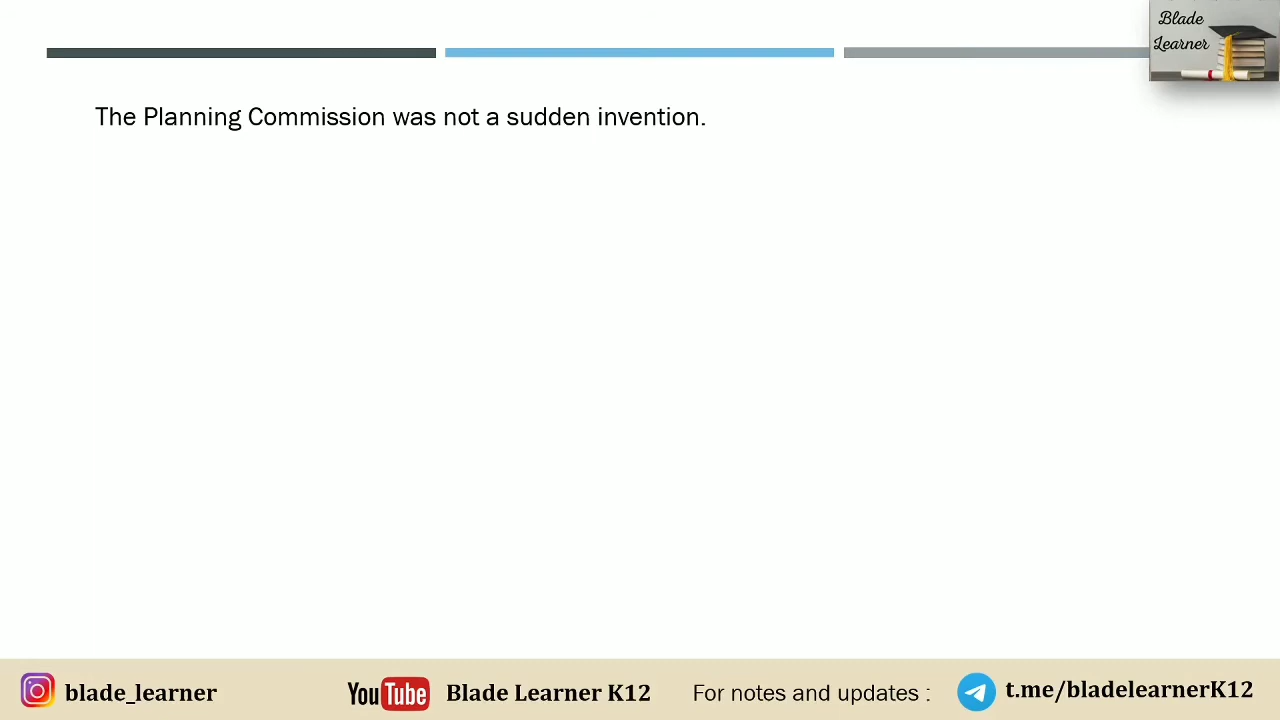 Blade
Learner
The Planning Commission was not a sudden invention.
blade_learner
YouTube
Blade Learner K12
For notes and updates :
t.me/bladelearnerK12